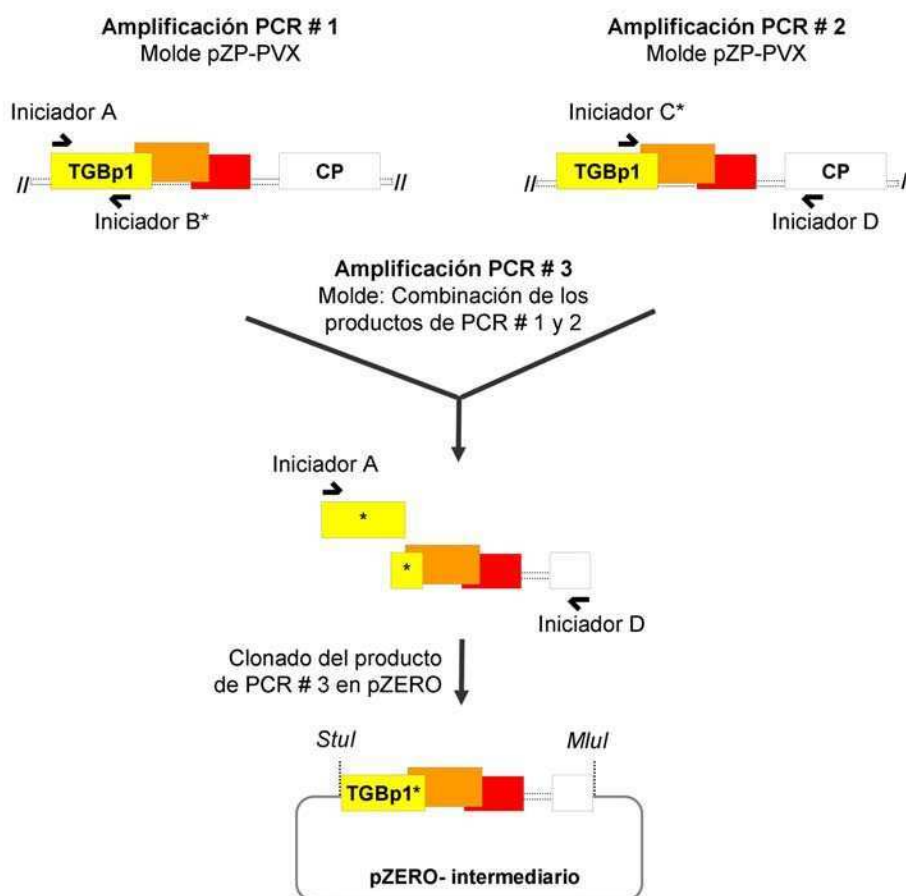 Amplificación PCR # 1
Molde pZP-PVX
Iniciador A
TGBp1
CP
//
//
Iniciador B*
Amplificación PCR # 2
Molde pZP-PVX
Iniciador C*
TGBp1
CP
//
/
Iniciador D
Amplificación PCR # 3
Molde: Combinación de los
productos de PCR # 1 y 2
Iniciador A
*
*
Iniciador D
Clonado del producto
de PCR # 3 en pZERO
StuI
MluI
TGBp1*
pZERO- intermediario